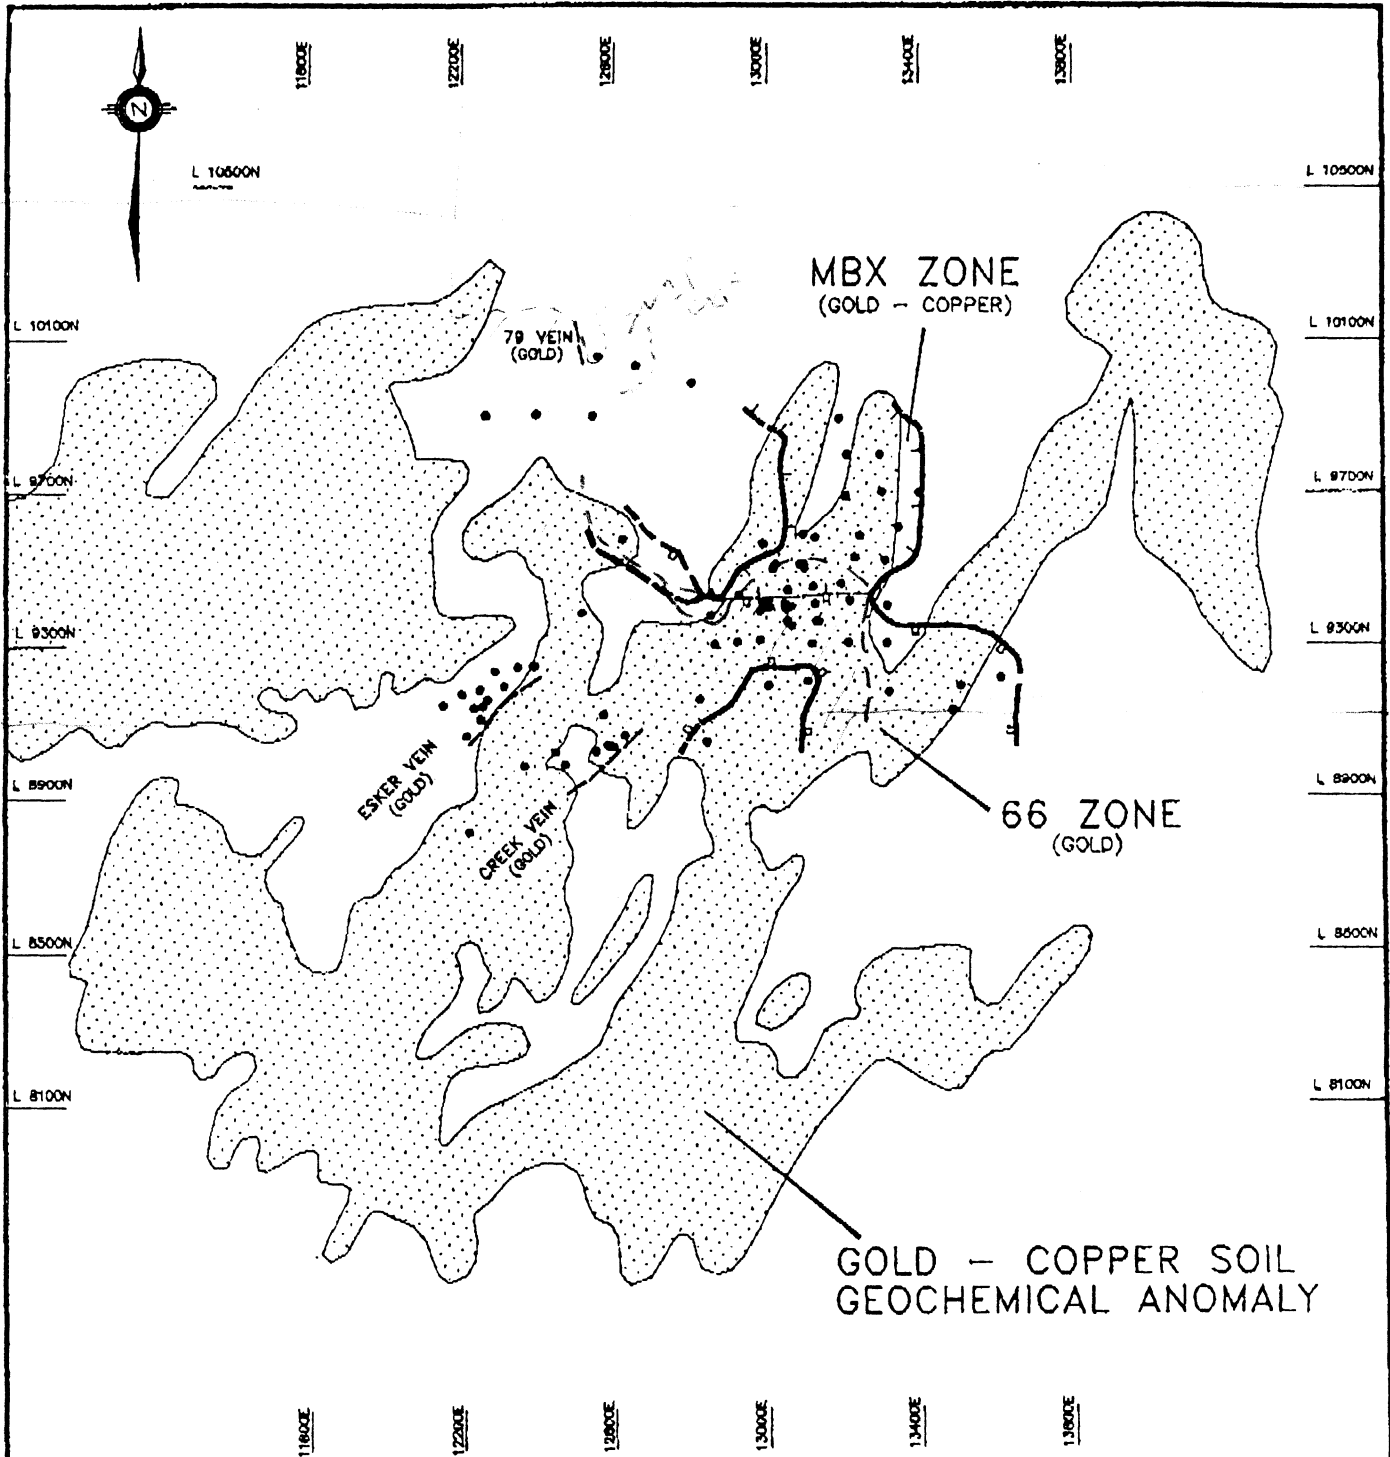 11800E
12200E
12600E
13000E
13400E
13800E
N
L 10500N
L 10500N
MBX ZONE
(GOLD - COPPER)
L 10100N
79 VEIN
(GOLD)
L 10100N
L 9700N
L 9700N
L 9300N
L 9300N
ESKER VEIN
(GOLD)
L 8900N
L 8900N
CREEK VEIN
(GOLD)
66 ZONE
(GOLD)
L 8500N
L 8500N
L 8100N
L 8100N
GOLD - COPPER SOIL
GEOCHEMICAL ANOMALY
11800E
12200E
12600E
13000E
13400E
13800E